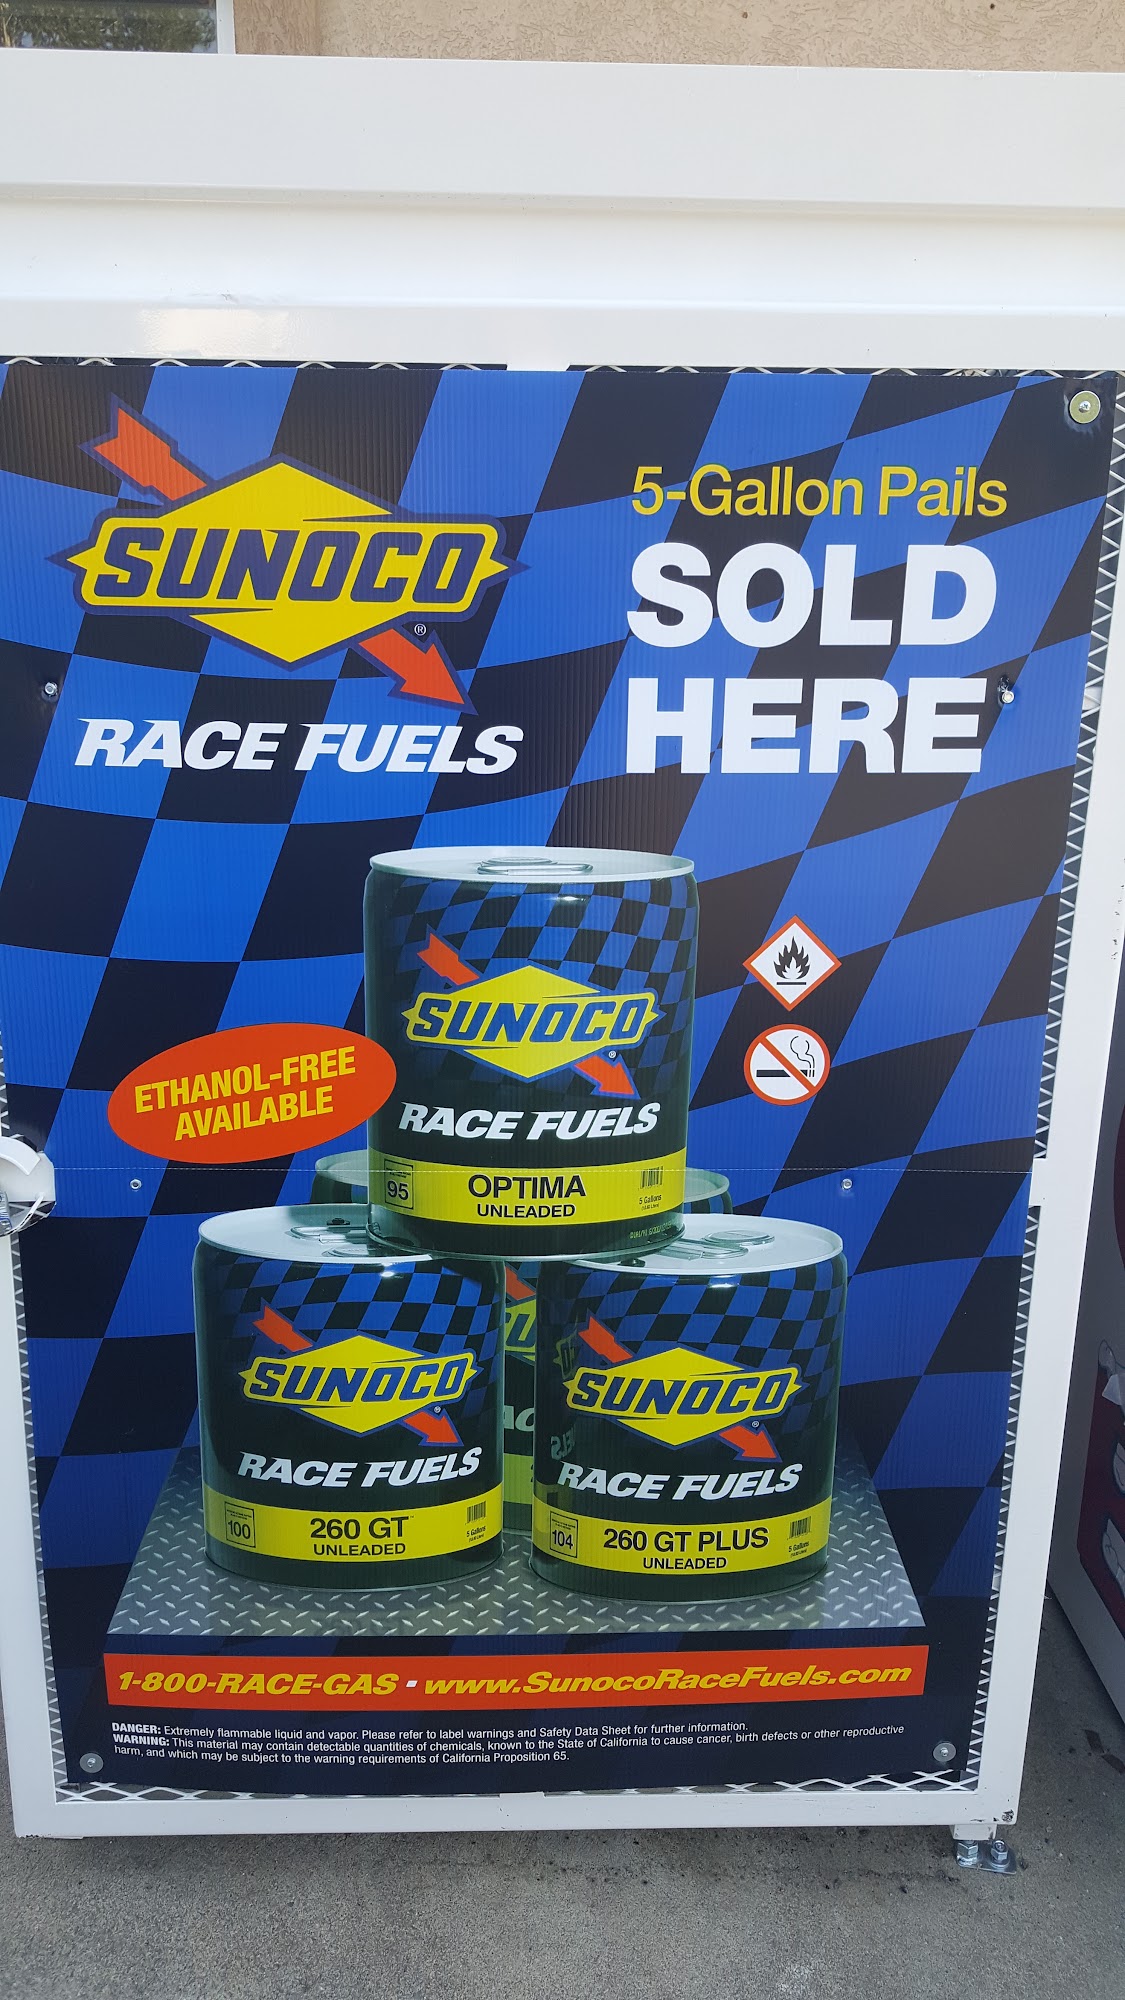 SUNOCO
®
RACE FUELS
5-Gallon Pails
SOLD
HERE
ETHANOL-FREE
AVAILABLE
SUNOCO
®
RACE FUELS
95
OPTIMA
UNLEADED
5 Gallons
SUNOCO
®
RACE FUELS
100
260 GT™
UNLEADED
5 Gallons
SUNOCO
®
RACE FUELS
104
260 GT PLUS
UNLEADED
5 Gallons
1-800-RACE-GAS ▪ www.SunocoRaceFuels.com
DANGER: Extremely flammable liquid and vapor. Please refer to label warnings and Safety Data Sheet for further information.
WARNING: This material may contain detectable quantities of chemicals, known to the State of California to cause cancer, birth defects or other reproductive
harm, and which may be subject to the warning requirements of California Proposition 65.